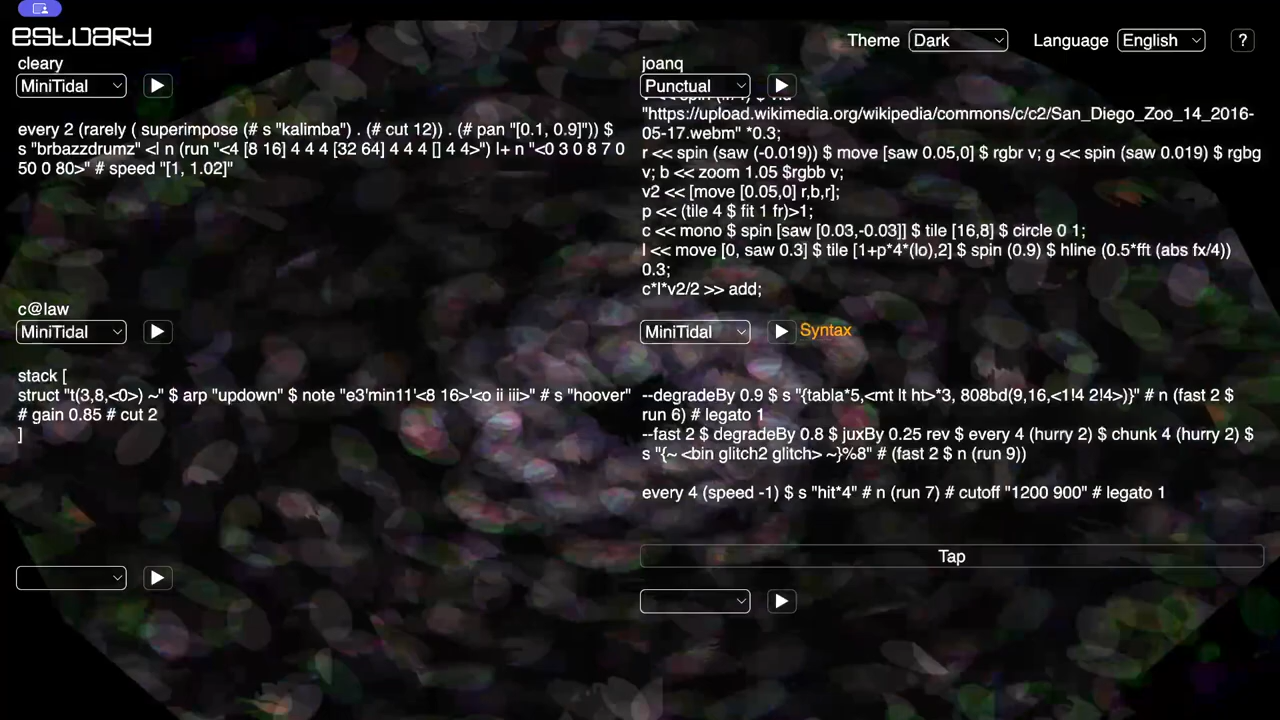 estuary
Theme Dark Language English ?
cleary
MiniTidal
every 2 (rarely ( superimpose (# s "kalimba") . (# cut 12)) . (# pan "[0.1, 0.9]")) $
s "brbazzdrumz" <| n (run "<4 [8 16] 4 4 4 [32 64] 4 4 4 [] 4 4>") |+ n "<0 3 0 8 7 0
50 0 80>" # speed "[1, 1.02]"
joanq
Punctual
"https://upload.wikimedia.org/wikipedia/commons/c/c2/San_Diego_Zoo_14_2016-
05-17.webm" *0.3;
r << spin (saw (-0.019)) $ move [saw 0.05,0] $ rgbr v; g << spin (saw 0.019) $ rgbg
v; b << zoom 1.05 $rgbb v;
v2 << [move [0.05,0] r,b,r];
p << (tile 4 $ fit 1 fr)>1;
c << mono $ spin [saw [0.03,-0.03]] $ tile [16,8] $ circle 0 1;
l << move [0, saw 0.3] $ tile [1+p*4*(lo),2] $ spin (0.9) $ hline (0.5*fft (abs fx/4))
0.3;
c*l*v2/2 >> add;
c@law
MiniTidal
stack [
struct "t(3,8,<0>) ~" $ arp "updown" $ note "e3'min11'<8 16>'<o ii iii>" # s "hoover"
# gain 0.85 # cut 2
]
MiniTidal Syntax
--degradeBy 0.9 $ s "{tabla*5,<mt lt ht>*3, 808bd(9,16,<1!4 2!4>)}" # n (fast 2 $
run 6) # legato 1
--fast 2 $ degradeBy 0.8 $ juxBy 0.25 rev $ every 4 (hurry 2) $ chunk 4 (hurry 2) $
s "{~ <bin glitch2 glitch> ~}%8" # (fast 2 $ n (run 9))
every 4 (speed -1) $ s "hit*4" # n (run 7) # cutoff "1200 900" # legato 1
Tap